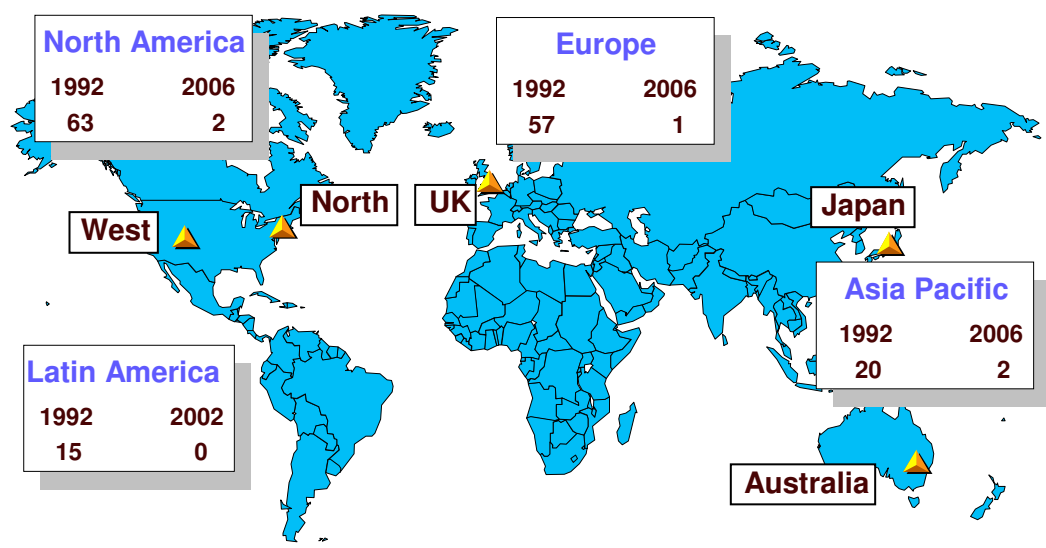 North America
1992 2006
63 2
Europe
1992 2006
57 1
West
North
UK
Japan
Asia Pacific
1992 2006
20 2
Latin America
1992 2002
15 0
Australia